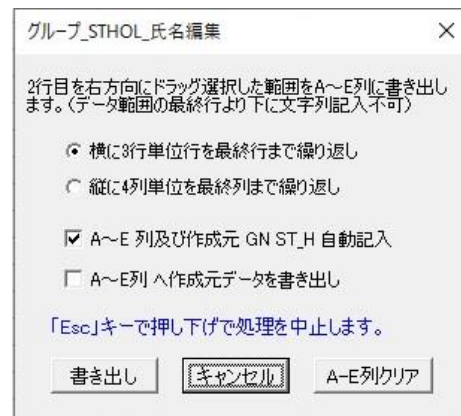 グループ_STHOL_氏名編集
2行目を右方向にドラッグ選択した範囲をA～E列に書き出し
ます。（データ範囲の最終行より下に文字列記入不可）
横に3行単位行を最終行まで繰り返し
縦に4列単位を最終列まで繰り返し
A～E 列及び作成元 GN ST_H 自動記入
A～E列 へ作成元データを書き出し
「Esc」キーで押し下げで処理を中止します。
書き出し キャンセル A-E列クリア